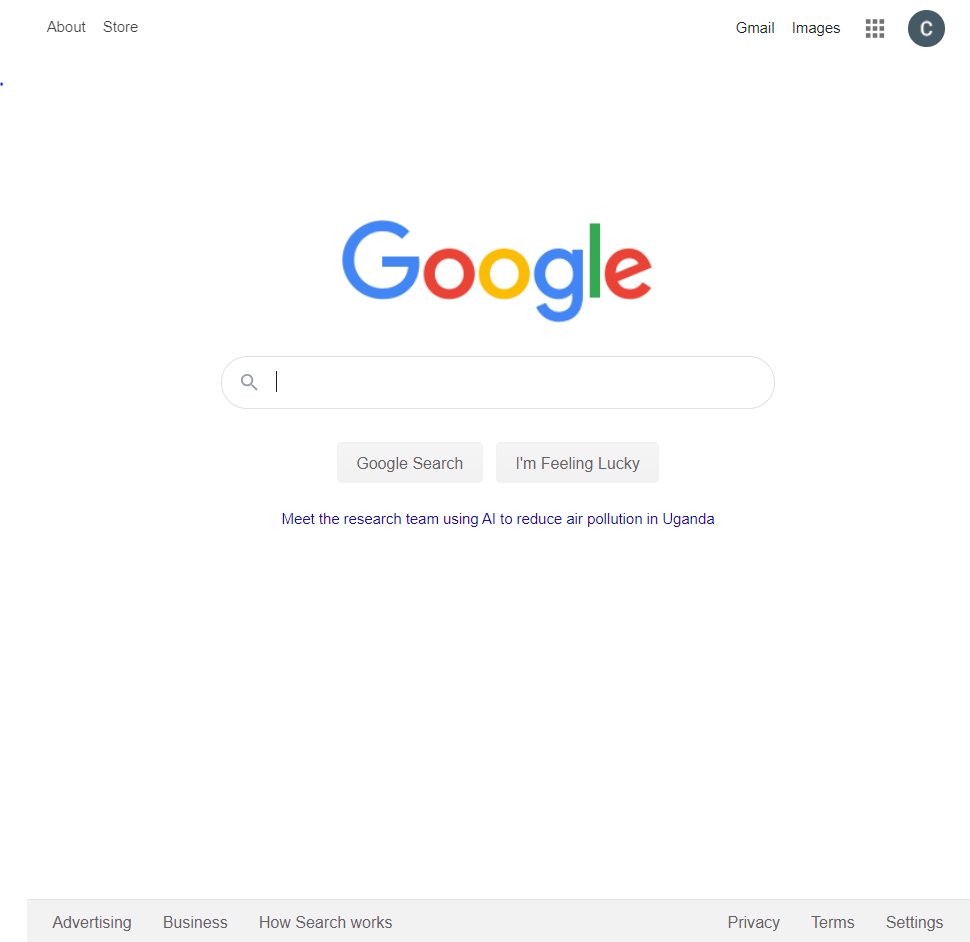 About Store Gmail Images C
Google
Google Search I'm Feeling Lucky
Meet the research team using AI to reduce air pollution in Uganda
Advertising Business How Search works Privacy Terms Settings